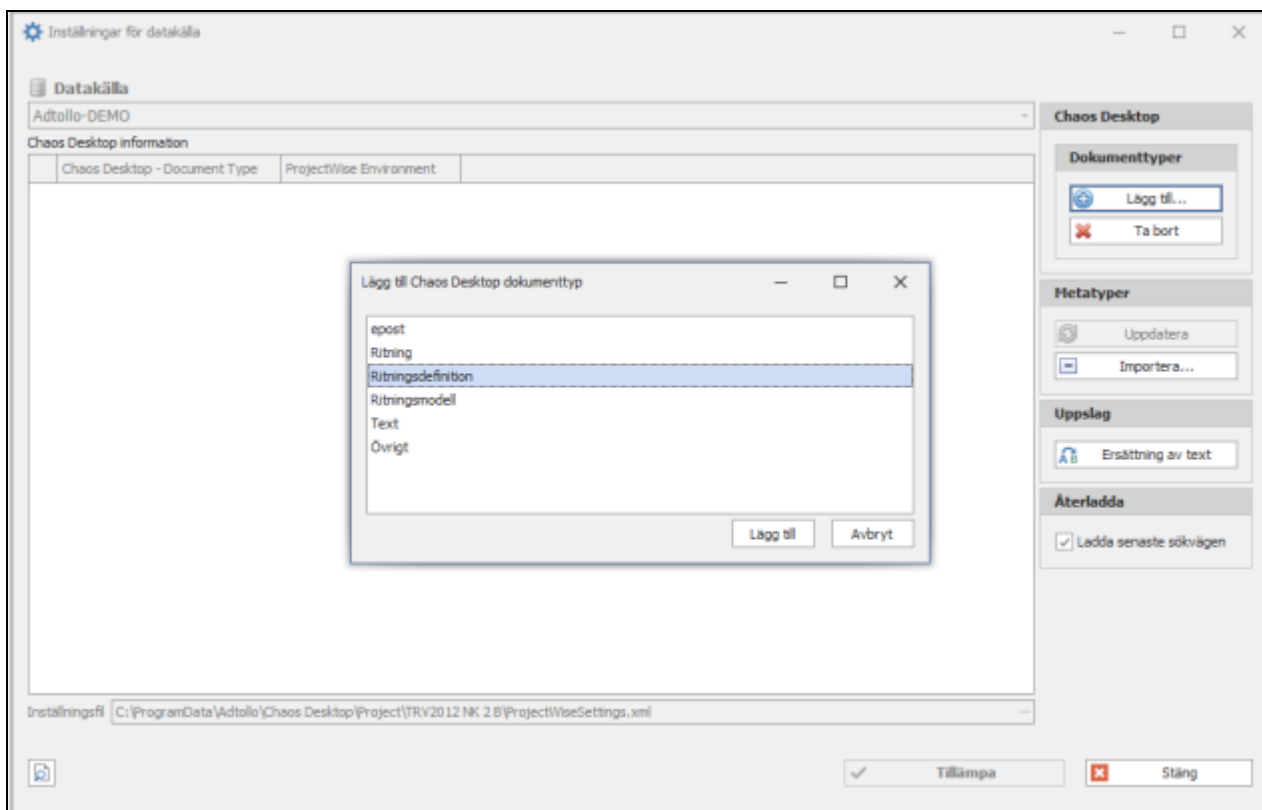 Inställningar för datakälla
Datakälla
Adtollo-DEMO
Chaos Desktop information
Chaos Desktop - Document Type
ProjectWise Environment
Lägg till Chaos Desktop dokumenttyp
epost
Ritning
Ritningsdefinition
Ritningsmodell
Text
Övrigt
Lägg till
Avbryt
Chaos Desktop
Dokumenttyper
Lägg till...
Ta bort
Metatyper
Uppdatera
Importera...
Uppslag
Ersättning av text
Återladda
Ladda senaste sökvägen
Inställningsfil C:\ProgramData\Adtollo\Chaos Desktop\Project\TRV2012 NK 2 B\ProjectWiseSettings.xml
Tillämpa
Stäng